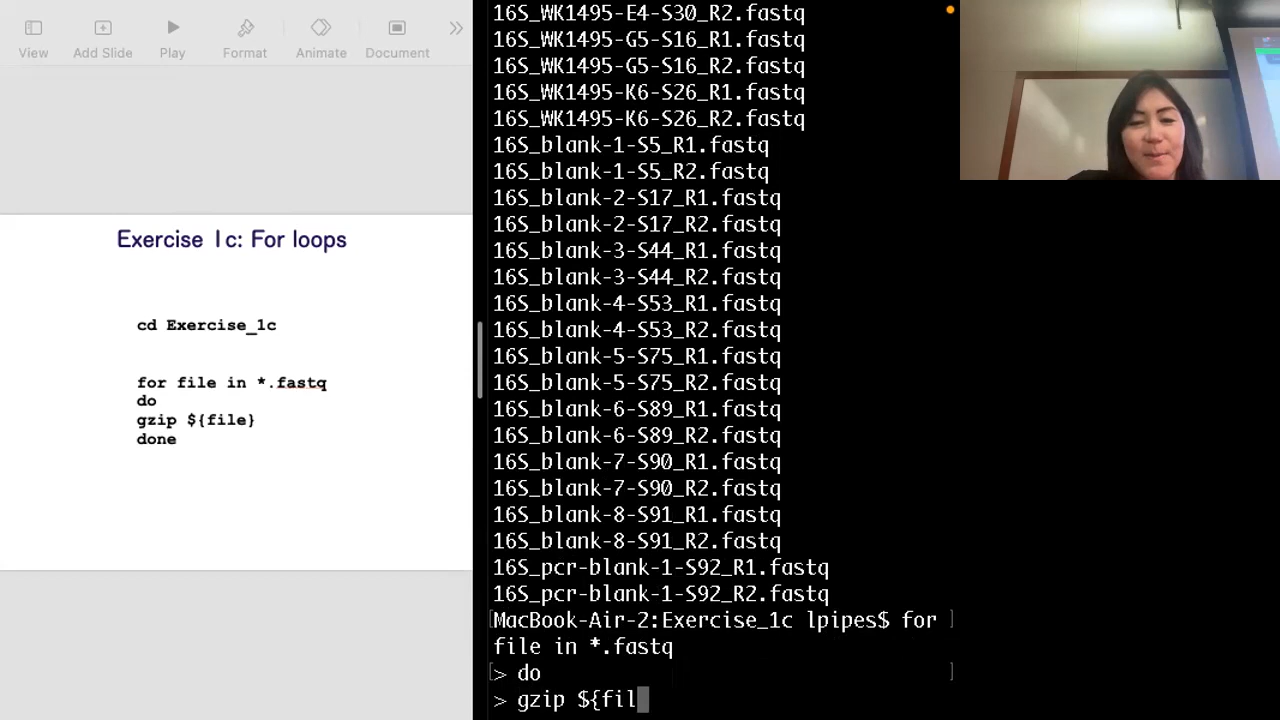 View
Add Slide
Play
Format
Animate
Document
Exercise 1c: For loops
cd Exercise_1c
for file in *.fastq
do
gzip ${file}
done
16S_WK1495-E4-S30_R2.fastq
16S_WK1495-G5-S16_R1.fastq
16S_WK1495-G5-S16_R2.fastq
16S_WK1495-K6-S26_R1.fastq
16S_WK1495-K6-S26_R2.fastq
16S_blank-1-S5_R1.fastq
16S_blank-1-S5_R2.fastq
16S_blank-2-S17_R1.fastq
16S_blank-2-S17_R2.fastq
16S_blank-3-S44_R1.fastq
16S_blank-3-S44_R2.fastq
16S_blank-4-S53_R1.fastq
16S_blank-4-S53_R2.fastq
16S_blank-5-S75_R1.fastq
16S_blank-5-S75_R2.fastq
16S_blank-6-S89_R1.fastq
16S_blank-6-S89_R2.fastq
16S_blank-7-S90_R1.fastq
16S_blank-7-S90_R2.fastq
16S_blank-8-S91_R1.fastq
16S_blank-8-S91_R2.fastq
16S_pcr-blank-1-S92_R1.fastq
16S_pcr-blank-1-S92_R2.fastq
[MacBook-Air-2:Exercise_1c lpipes$ for ]
file in *.fastq
[> do ]
> gzip ${fil